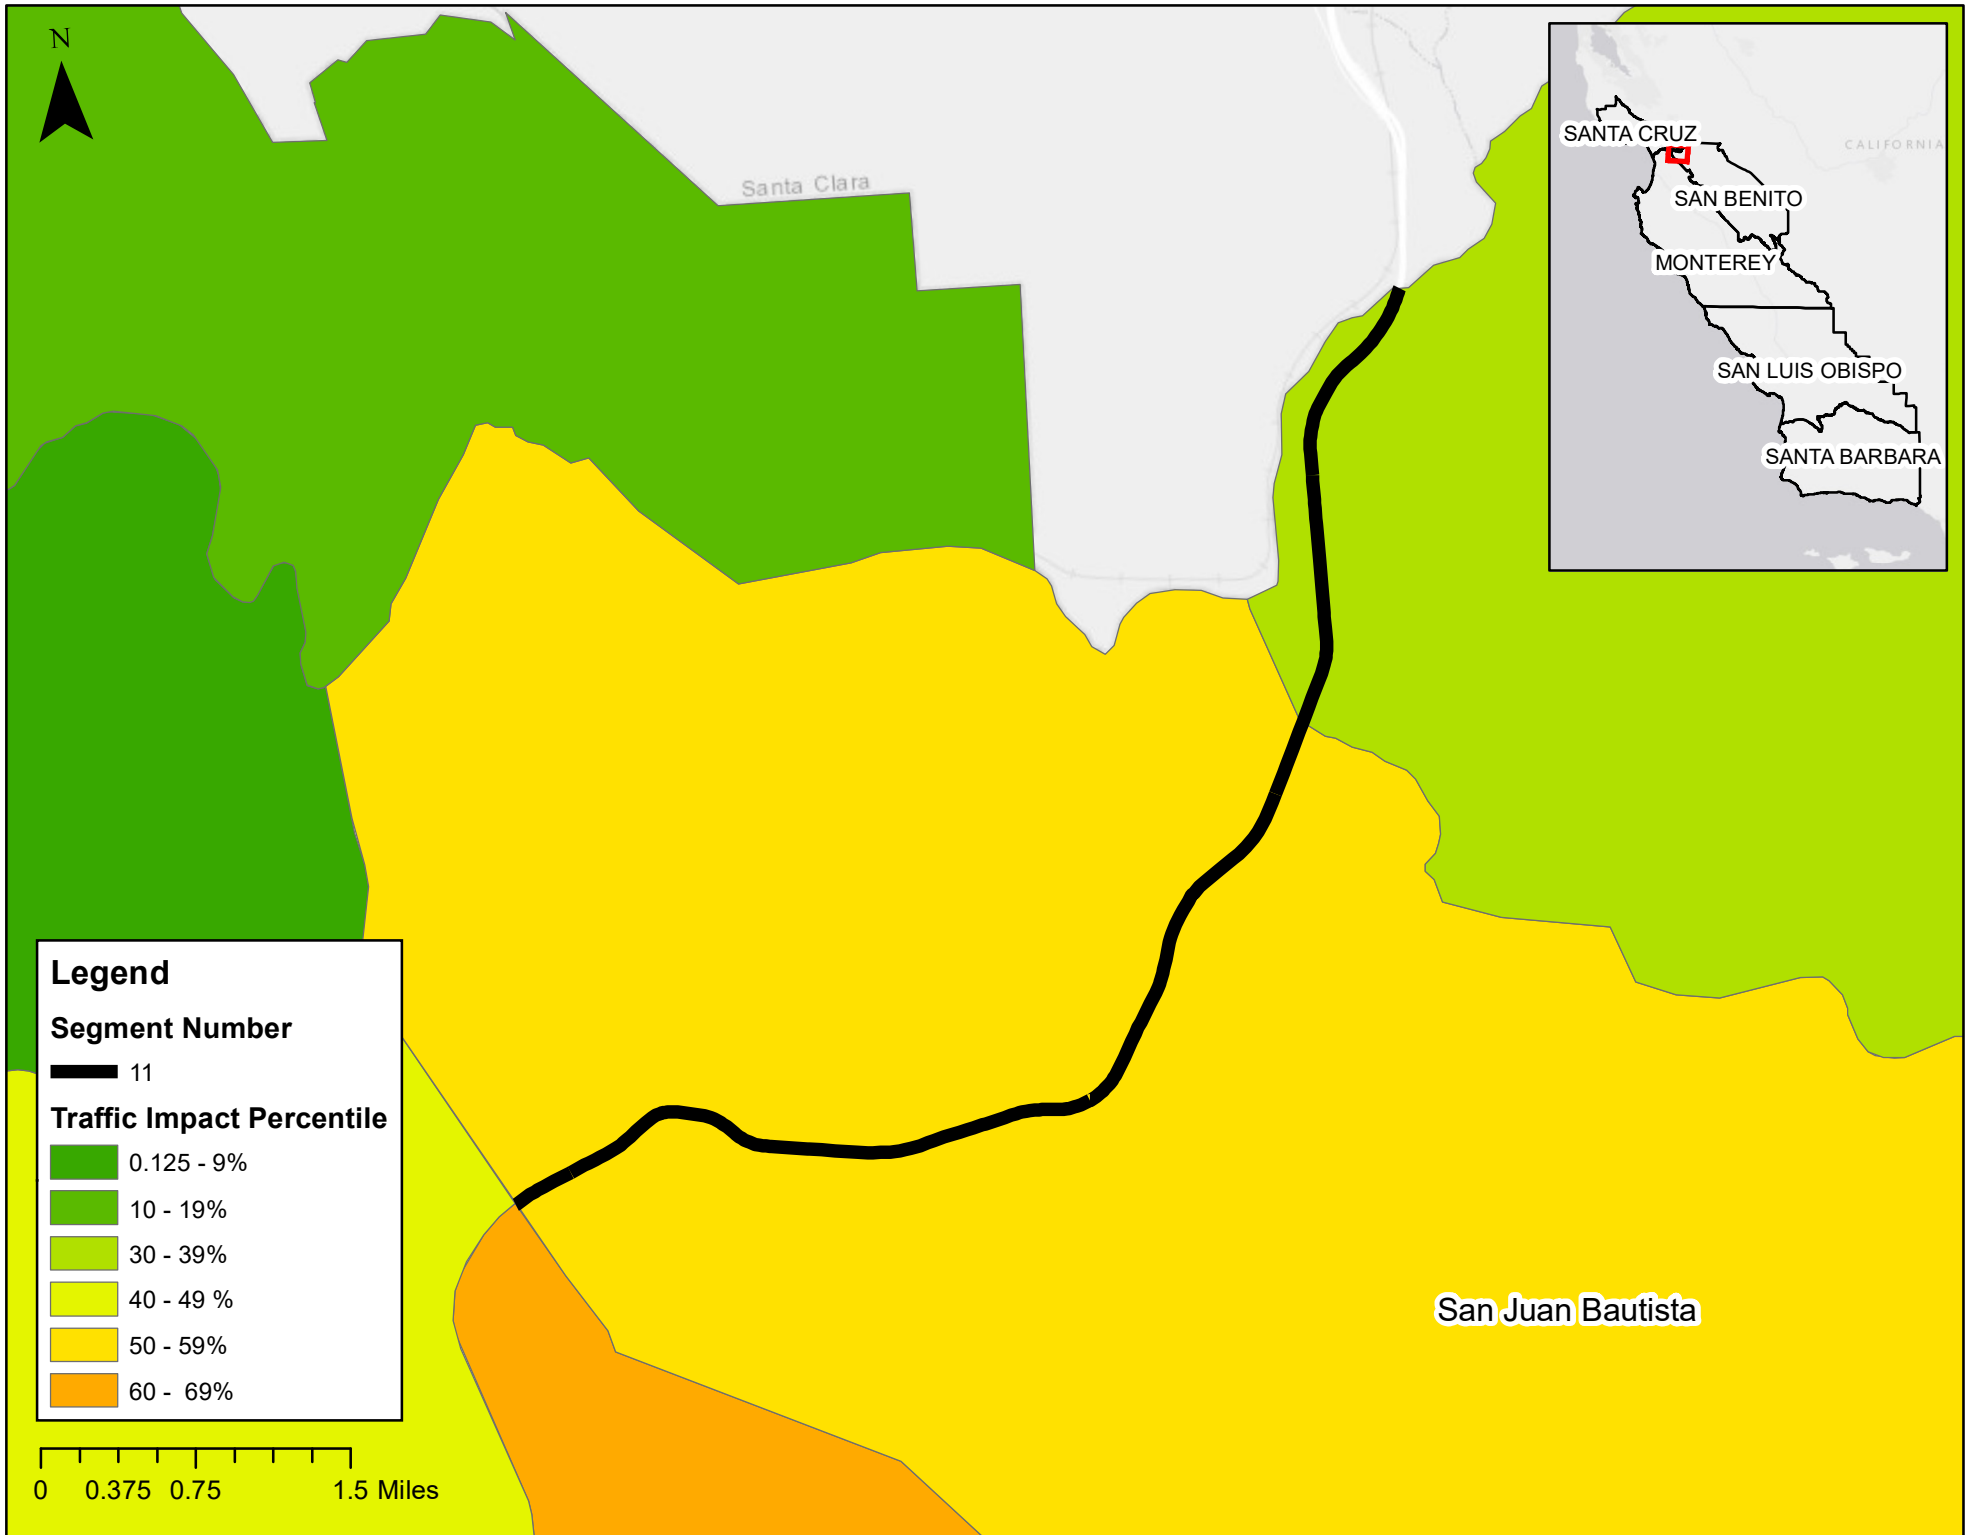 N
Santa Clara
SANTA CRUZ
CALIFORNIA
SAN BENITO
MONTEREY
SAN LUIS OBISPO
SANTA BARBARA
San Juan Bautista
Legend
Segment Number
11
Traffic Impact Percentile
0.125 - 9%
10 - 19%
30 - 39%
40 - 49 %
50 - 59%
60 -  69%
0 0.375 0.75 1.5 Miles